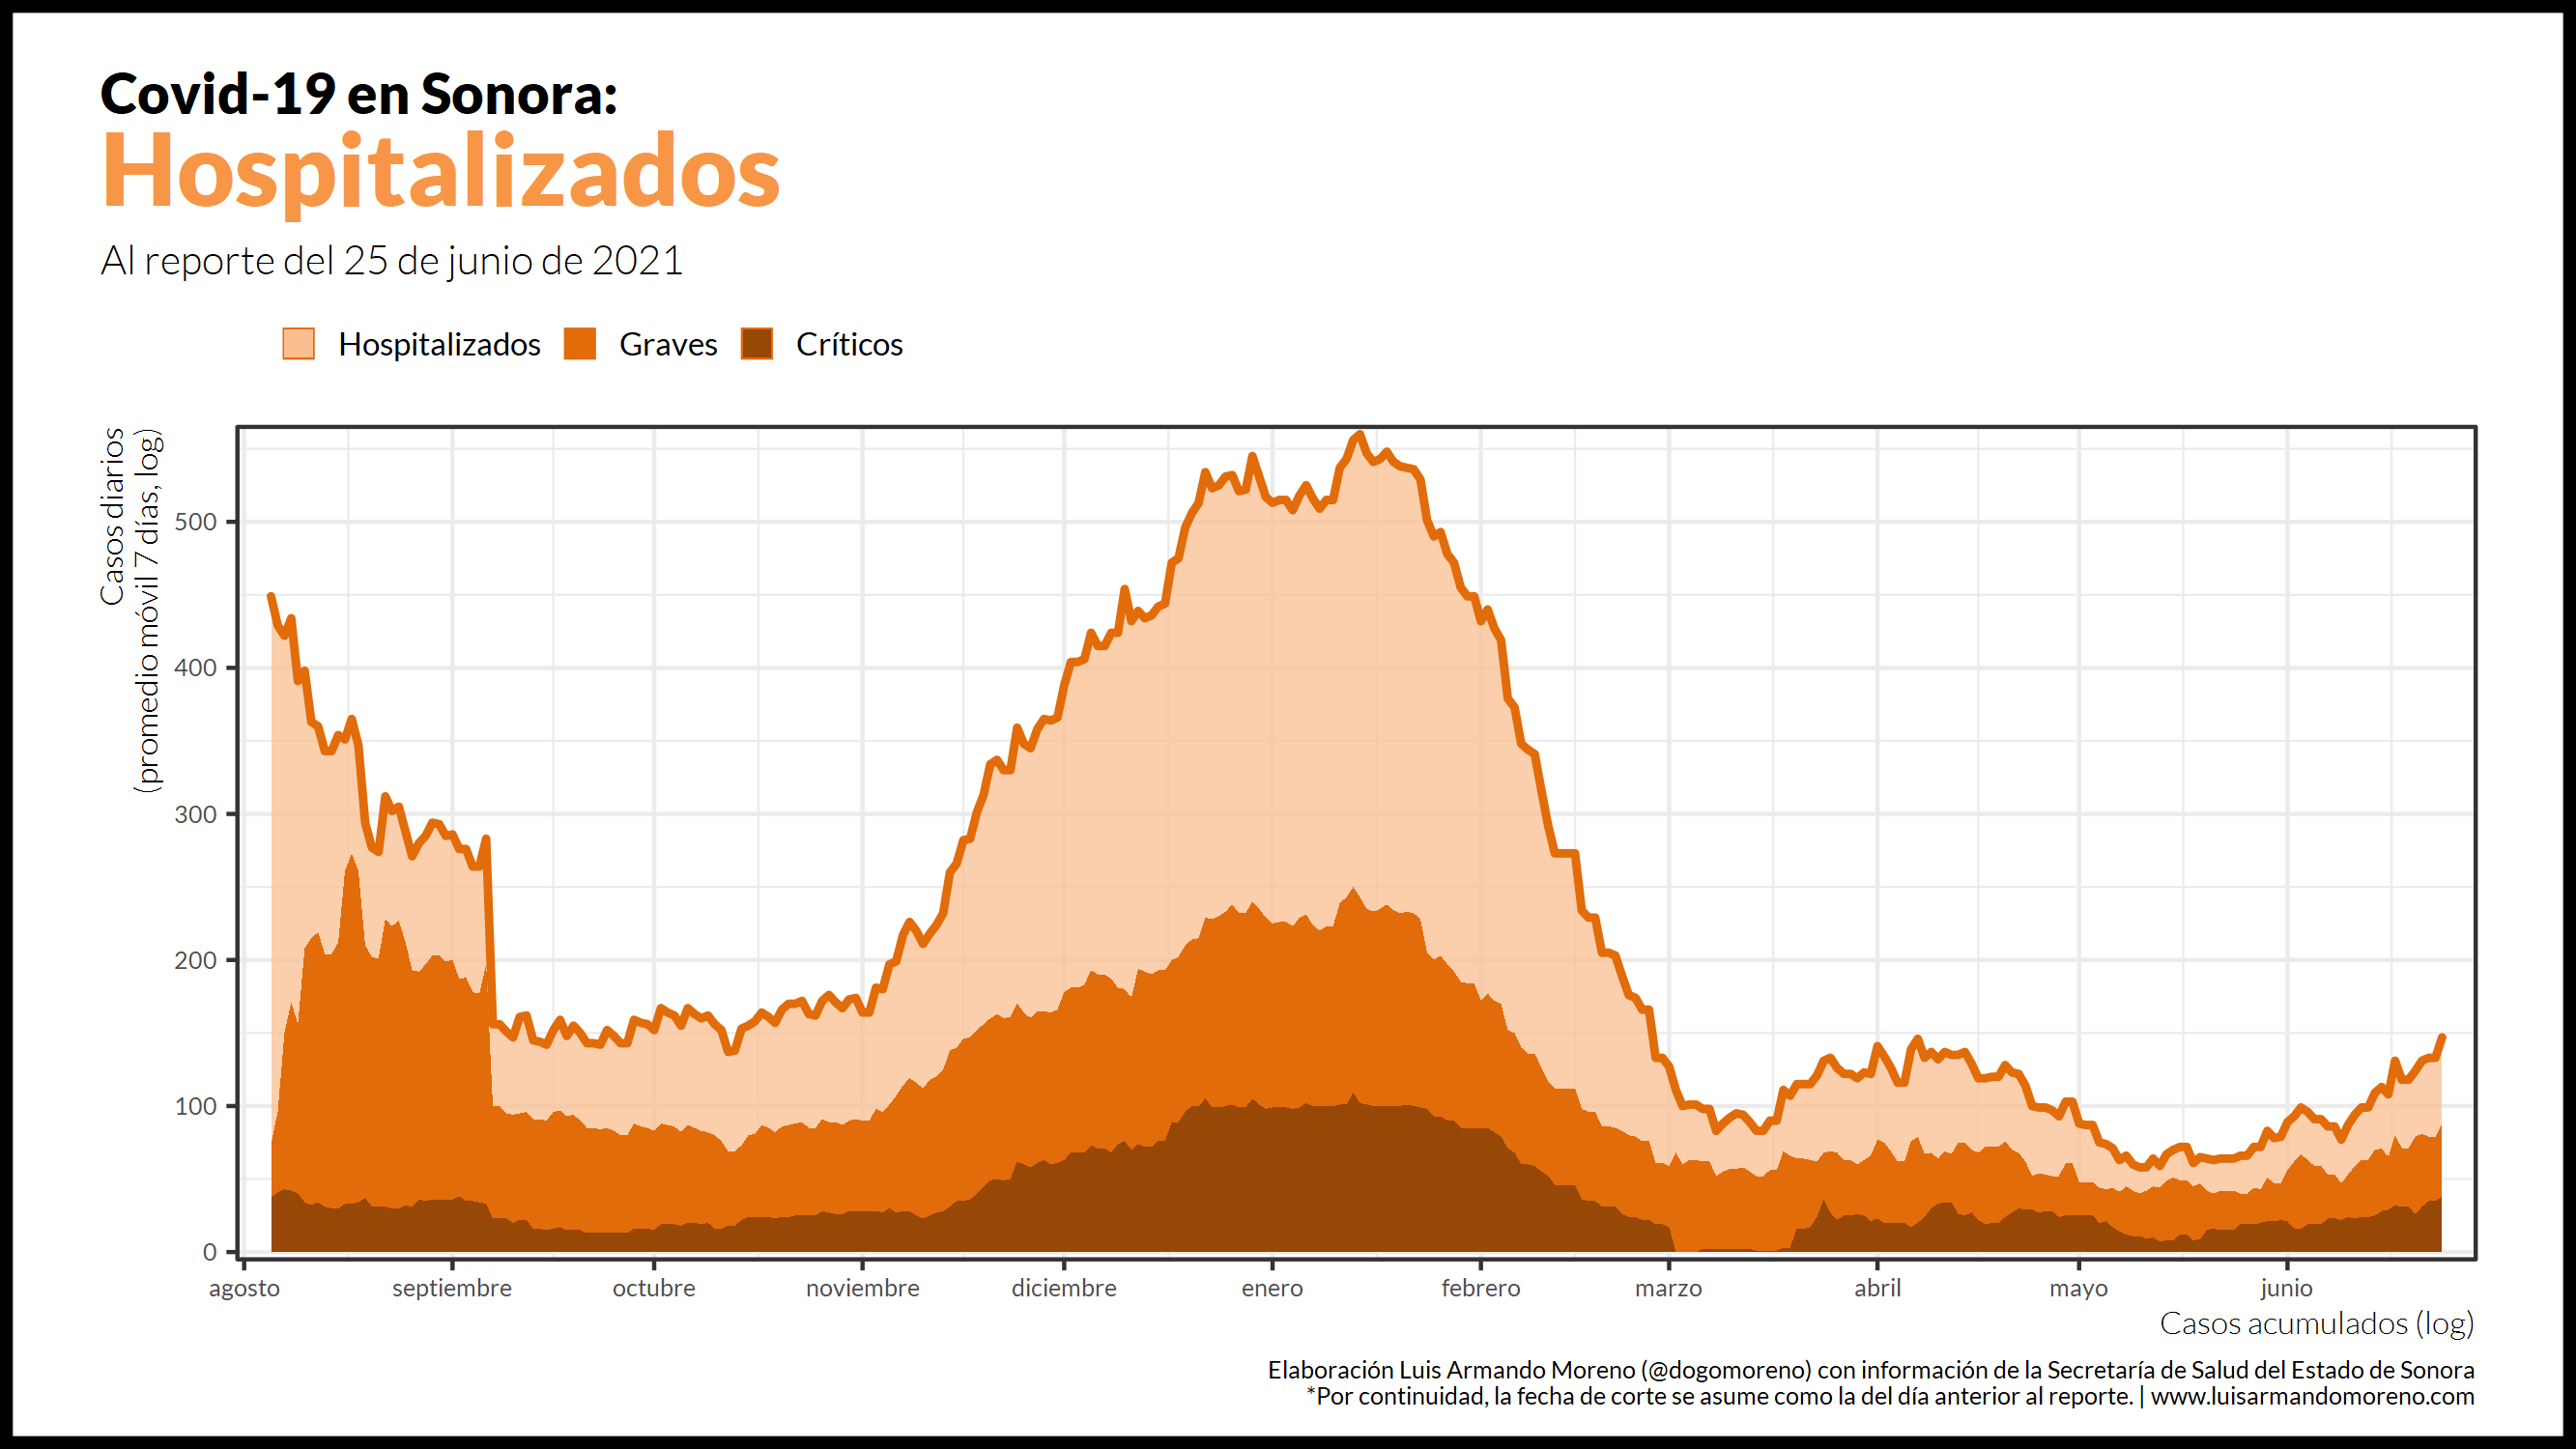 Covid-19 en Sonora:
Hospitalizados
Al reporte del 25 de junio de 2021
Hospitalizados Graves Críticos
Casos diarios
(promedio móvil 7 días, log)
500
400
300
200
100
0
agosto septiembre octubre noviembre diciembre enero febrero marzo abril mayo junio
Casos acumulados (log)
Elaboración Luis Armando Moreno (@dogomoreno) con información de la Secretaría de Salud del Estado de Sonora
*Por continuidad, la fecha de corte se asume como la del día anterior al reporte. | www.luisarmandomoreno.com